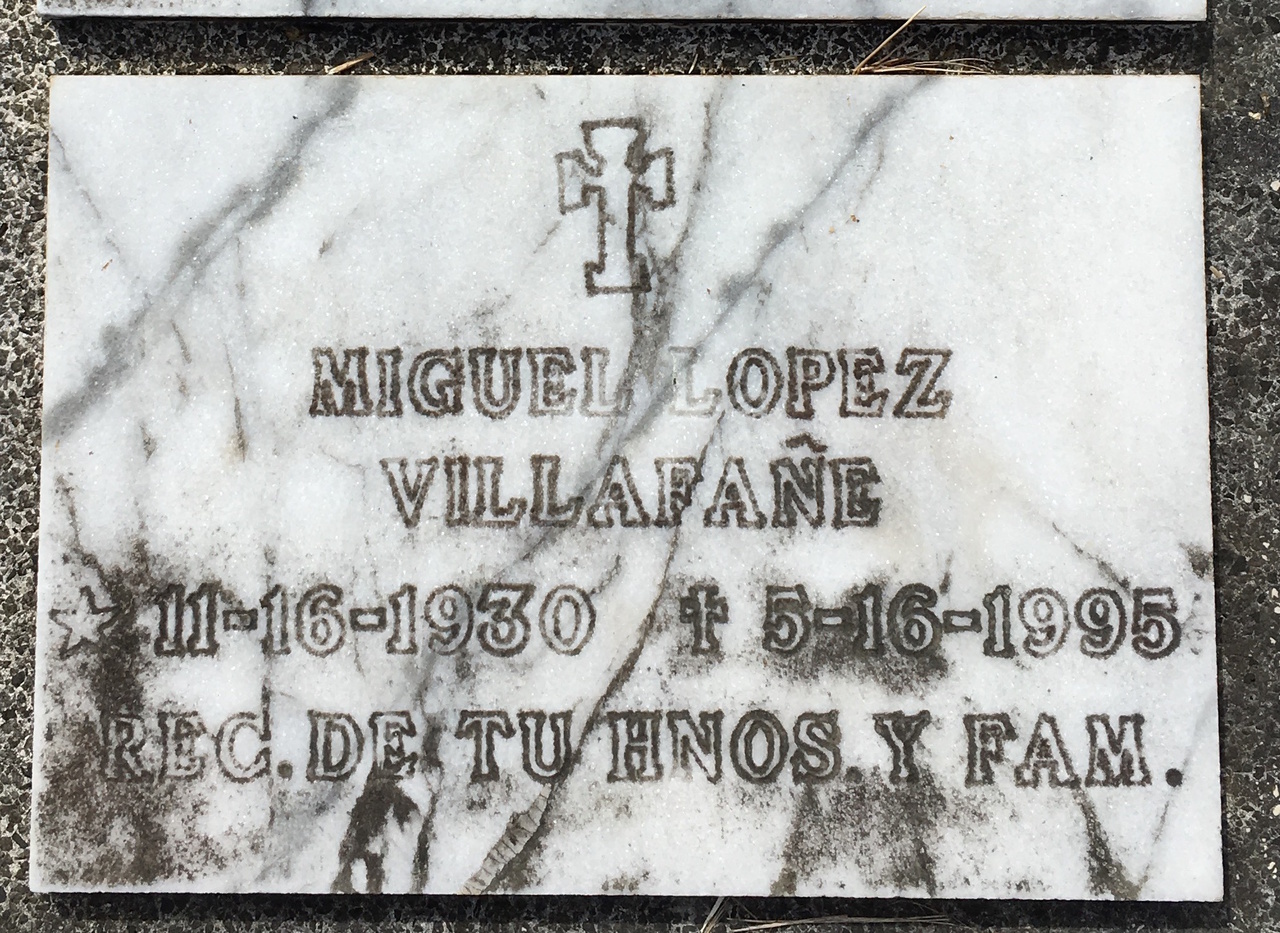 MIGUEL LOPEZ
VILLAFAÑE
☆ 11-16-1930 ✝ 5-16-1995
REC. DE TU HNOS. Y FAM.